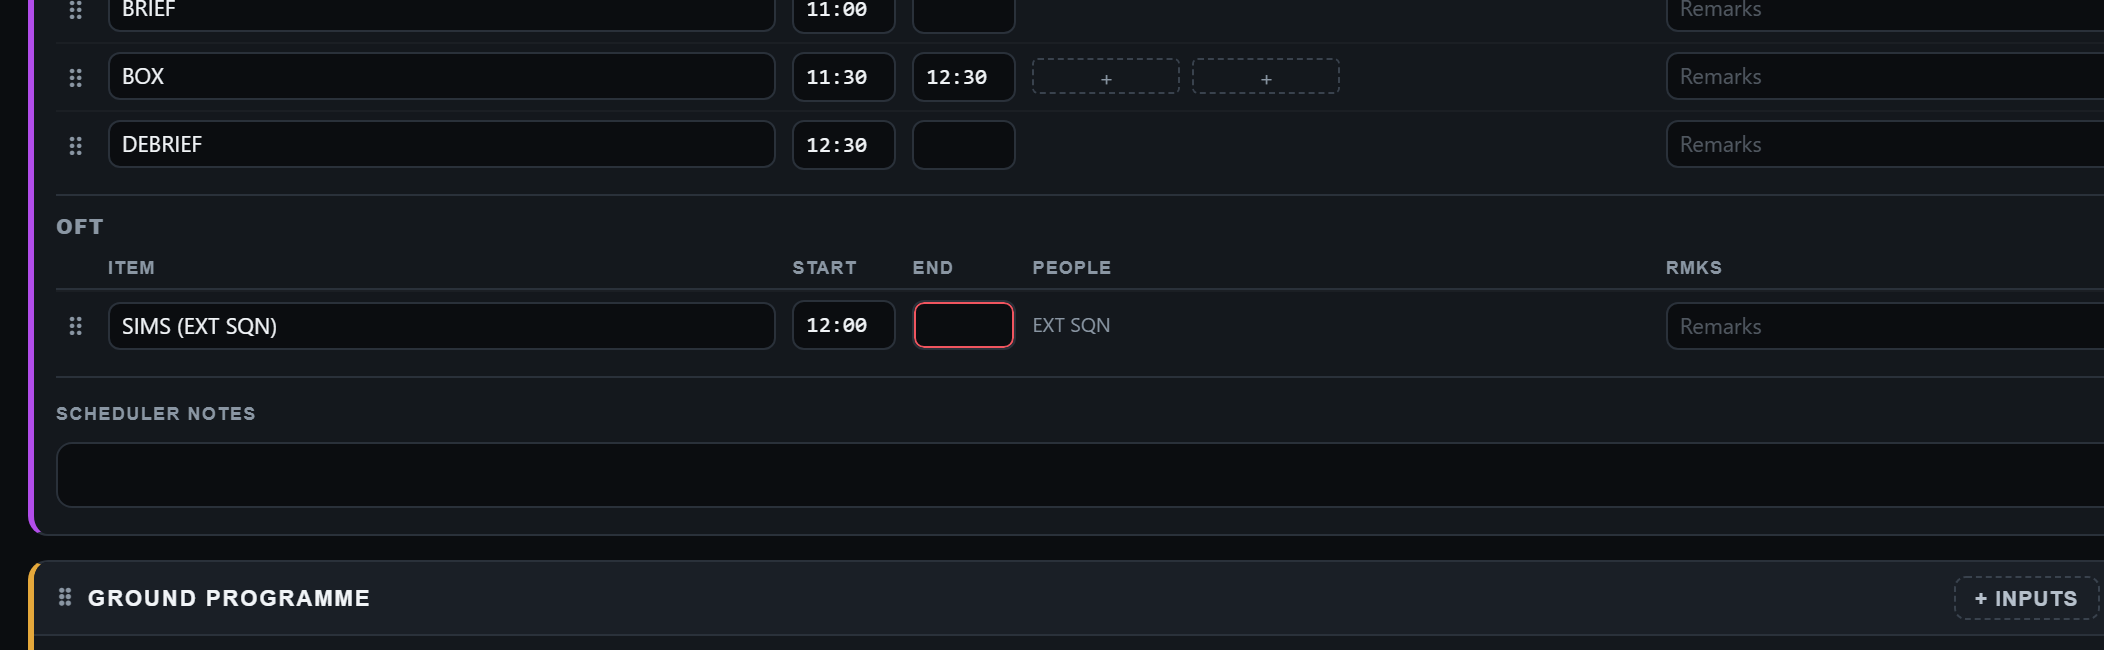 BRIEF 11:00 Remarks
BOX 11:30 12:30 + + Remarks
DEBRIEF 12:30 Remarks
OFT
ITEM START END PEOPLE RMKS
SIMS (EXT SQN) 12:00 EXT SQN Remarks
SCHEDULER NOTES
GROUND PROGRAMME + INPUTS